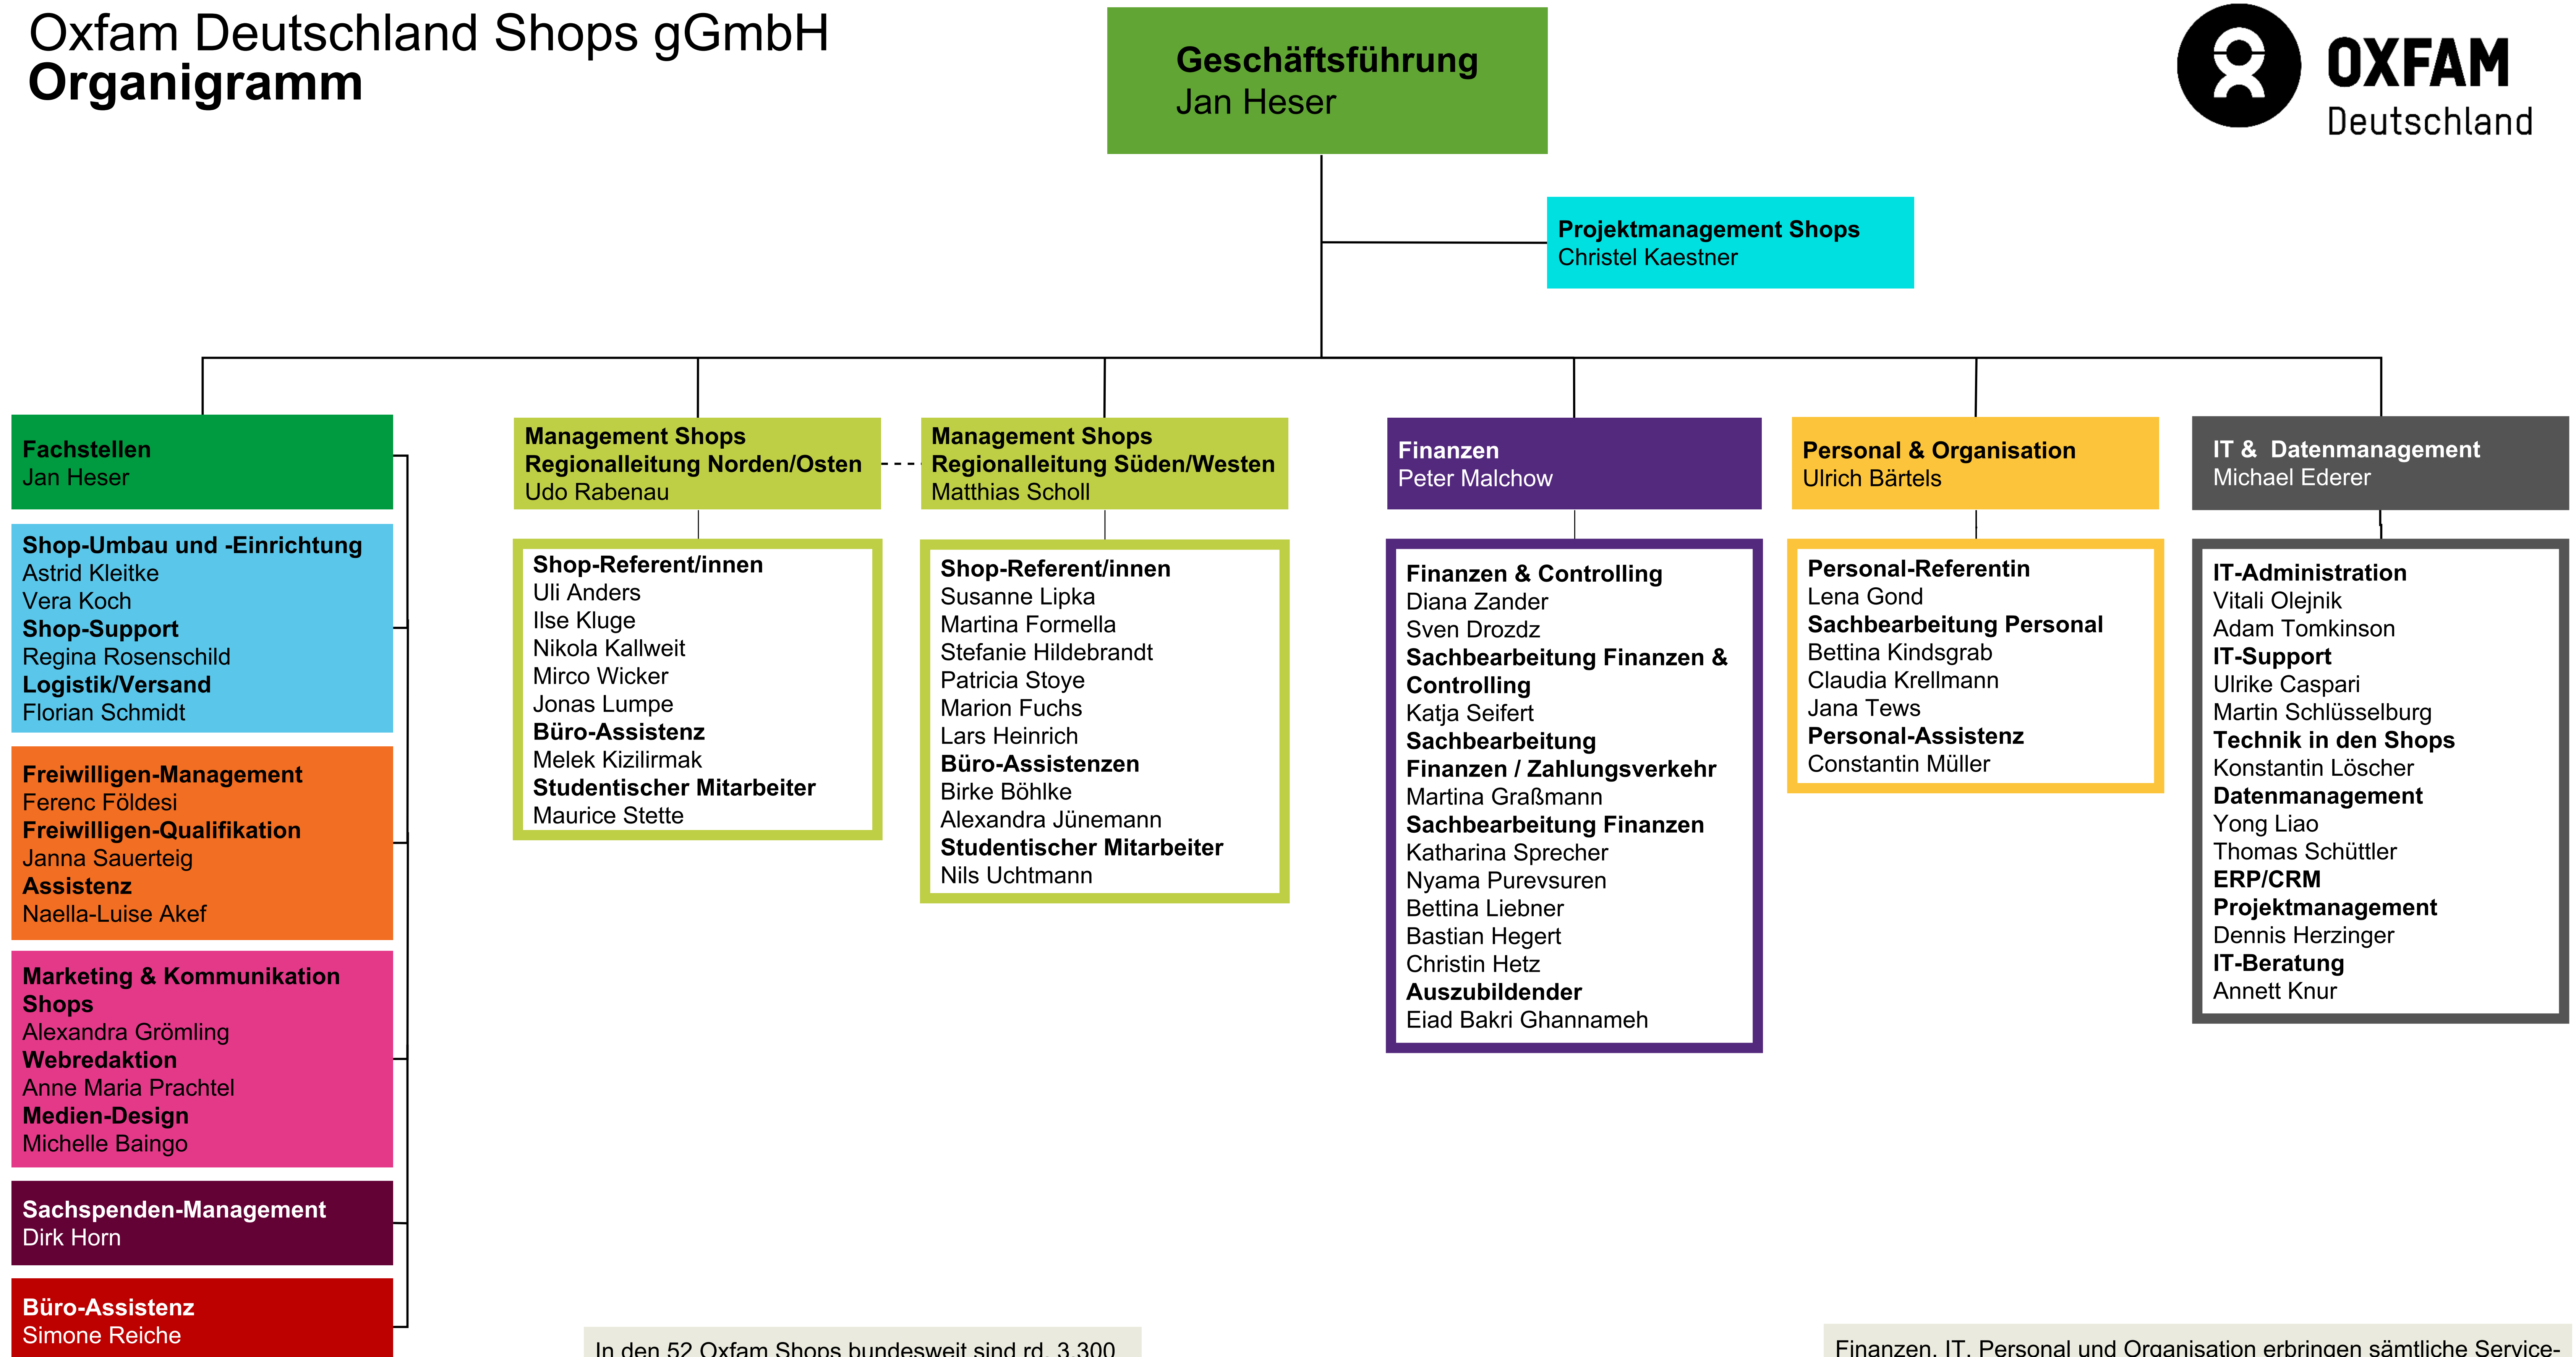 Oxfam Deutschland Shops gGmbH
Organigramm
Geschäftsführung
Jan Heser
OXFAM
Deutschland
Projektmanagement Shops
Christel Kaestner
Fachstellen
Jan Heser
Shop-Umbau und -Einrichtung
Astrid Kleitke
Vera Koch
Shop-Support
Regina Rosenschild
Logistik/Versand
Florian Schmidt
Freiwilligen-Management
Ferenc Földesi
Freiwilligen-Qualifikation
Janna Sauerteig
Assistenz
Naella-Luise Akef
Marketing & Kommunikation
Shops
Alexandra Grömling
Webredaktion
Anne Maria Prachtel
Medien-Design
Michelle Baingo
Sachspenden-Management
Dirk Horn
Büro-Assistenz
Simone Reiche
Management Shops
Regionalleitung Norden/Osten
Udo Rabenau
Shop-Referent/innen
Uli Anders
Ilse Kluge
Nikola Kallweit
Mirco Wicker
Jonas Lumpe
Büro-Assistenz
Melek Kizilirmak
Studentischer Mitarbeiter
Maurice Stette
Management Shops
Regionalleitung Süden/Westen
Matthias Scholl
Shop-Referent/innen
Susanne Lipka
Martina Formella
Stefanie Hildebrandt
Patricia Stoye
Marion Fuchs
Lars Heinrich
Büro-Assistenzen
Birke Böhlke
Alexandra Jünemann
Studentischer Mitarbeiter
Nils Uchtmann
Finanzen
Peter Malchow
Finanzen & Controlling
Diana Zander
Sven Drozdz
Sachbearbeitung Finanzen &
Controlling
Katja Seifert
Sachbearbeitung
Finanzen / Zahlungsverkehr
Martina Graßmann
Sachbearbeitung Finanzen
Katharina Sprecher
Nyama Purevsuren
Bettina Liebner
Bastian Hegert
Christin Hetz
Auszubildender
Eiad Bakri Ghannameh
Personal & Organisation
Ulrich Bärtels
Personal-Referentin
Lena Gond
Sachbearbeitung Personal
Bettina Kindsgrab
Claudia Krellmann
Jana Tews
Personal-Assistenz
Constantin Müller
IT & Datenmanagement
Michael Ederer
IT-Administration
Vitali Olejnik
Adam Tomkinson
IT-Support
Ulrike Caspari
Martin Schlüsselburg
Technik in den Shops
Konstantin Löscher
Datenmanagement
Yong Liao
Thomas Schüttler
ERP/CRM
Projektmanagement
Dennis Herzinger
IT-Beratung
Annett Knur
In den 52 Oxfam Shops bundesweit sind rd. 3.300
Finanzen, IT, Personal und Organisation erbringen sämtliche Service-